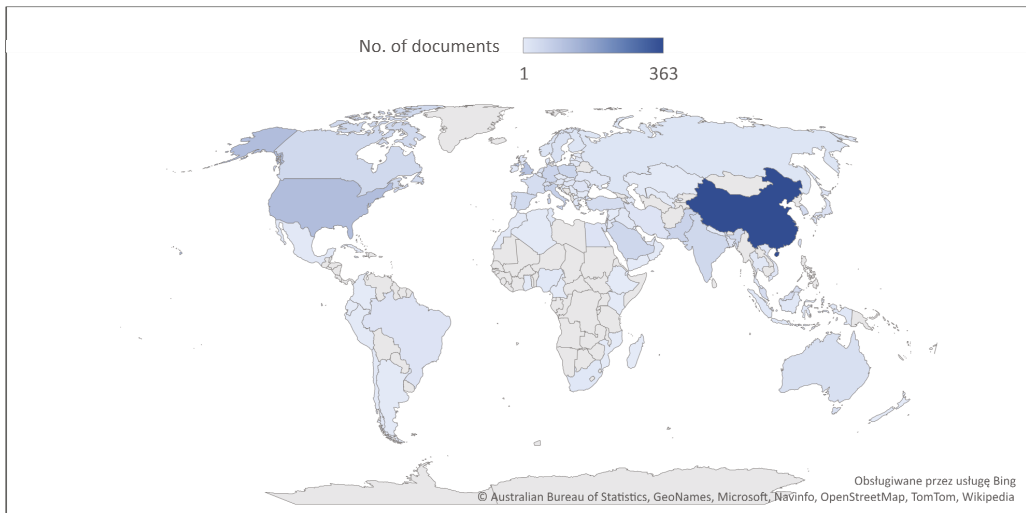 No. of documents
1 363
Obsługiwane przez usługę Bing
© Australian Bureau of Statistics, GeoNames, Microsoft, Navinfo, OpenStreetMap, TomTom, Wikipedia